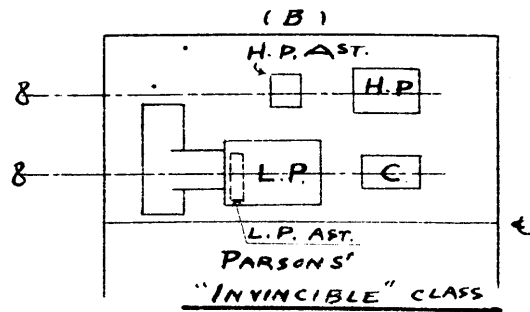 (B)
H.P. AST.
H.P
L.P.
C.
L.P. AST.
PARSONS'
"INVINCIBLE" CLASS